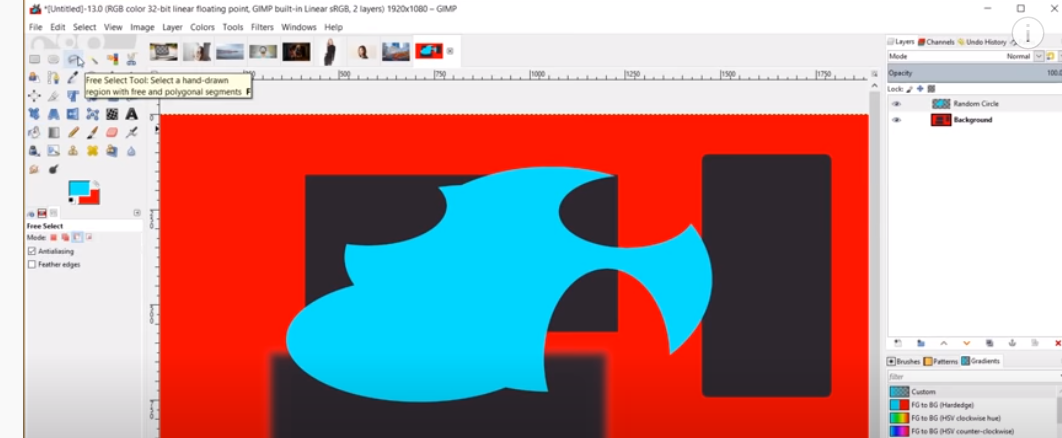 *[Untitled]-13.0 (RGB color 32-bit linear floating point, GIMP built-in Linear sRGB, 2 layers) 1920x1080 – GIMP
File Edit Select View Image Layer Colors Tools Filters Windows Help
Free Select Tool: Select a hand-drawn
region with free and polygonal segments F
500 750 1000 1250 1500 1750
Free Select
Mode:
Antialiasing
Feather edges
Layers Channels Undo History
Mode Normal
Opacity 100.0
Lock:
Random Circle
Background
Brushes Patterns Gradients
filter
Custom
FG to BG (Hardedge)
FG to BG (HSV clockwise hue)
FG to BG (HSV counter-clockwise)